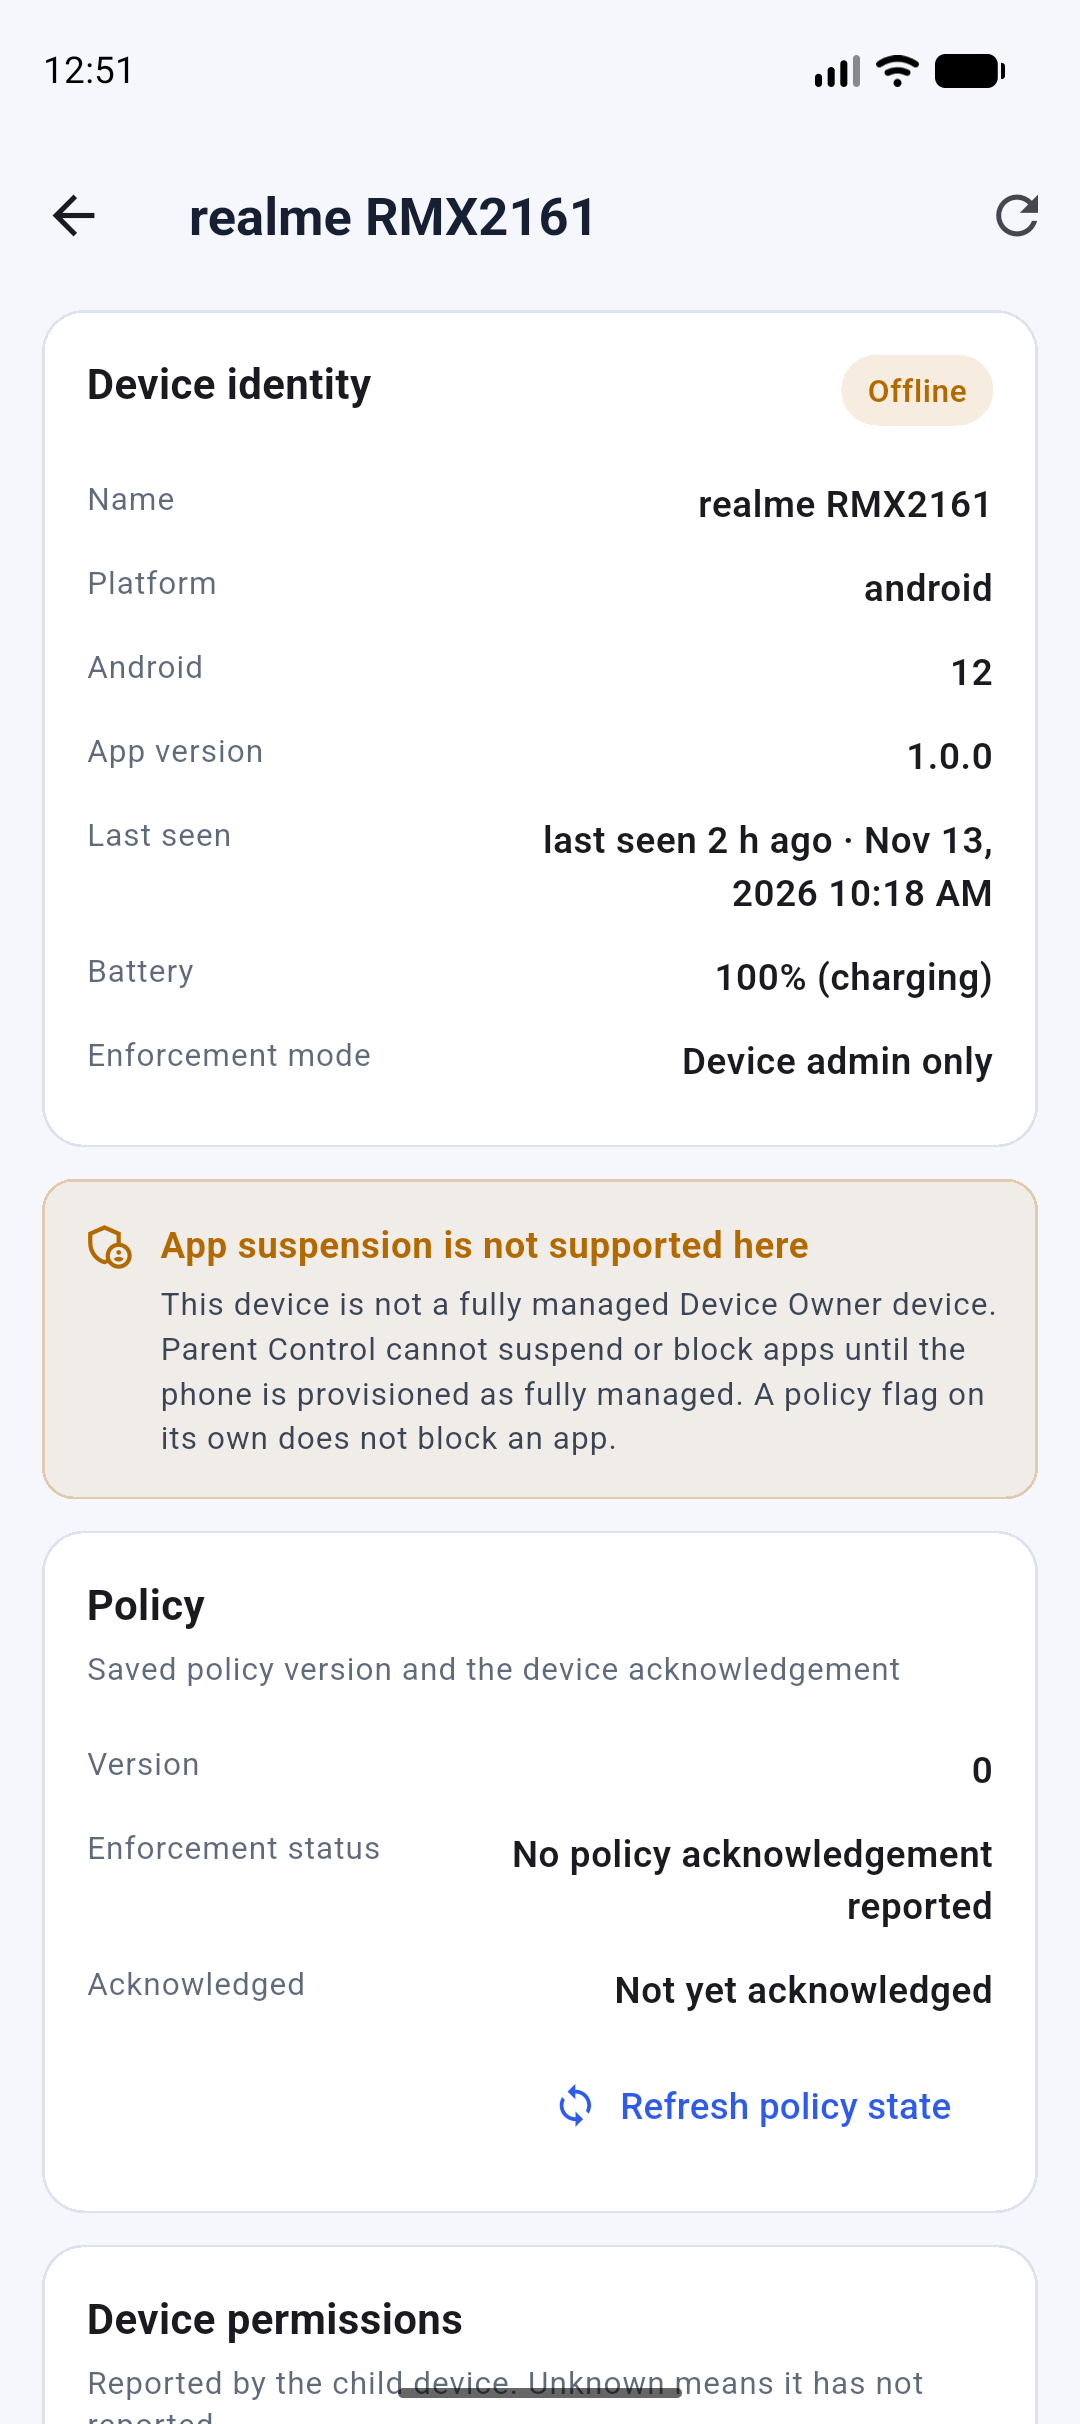 12:51
realme RMX2161
Device identity
Offline
Name
realme RMX2161
Platform
android
Android
12
App version
1.0.0
Last seen
last seen 2 h ago · Nov 13,
2026 10:18 AM
Battery
100% (charging)
Enforcement mode
Device admin only
App suspension is not supported here
This device is not a fully managed Device Owner device.
Parent Control cannot suspend or block apps until the
phone is provisioned as fully managed. A policy flag on
its own does not block an app.
Policy
Saved policy version and the device acknowledgement
Version
0
Enforcement status
No policy acknowledgement
reported
Acknowledged
Not yet acknowledged
Refresh policy state
Device permissions
Reported by the child device. Unknown means it has not
reported